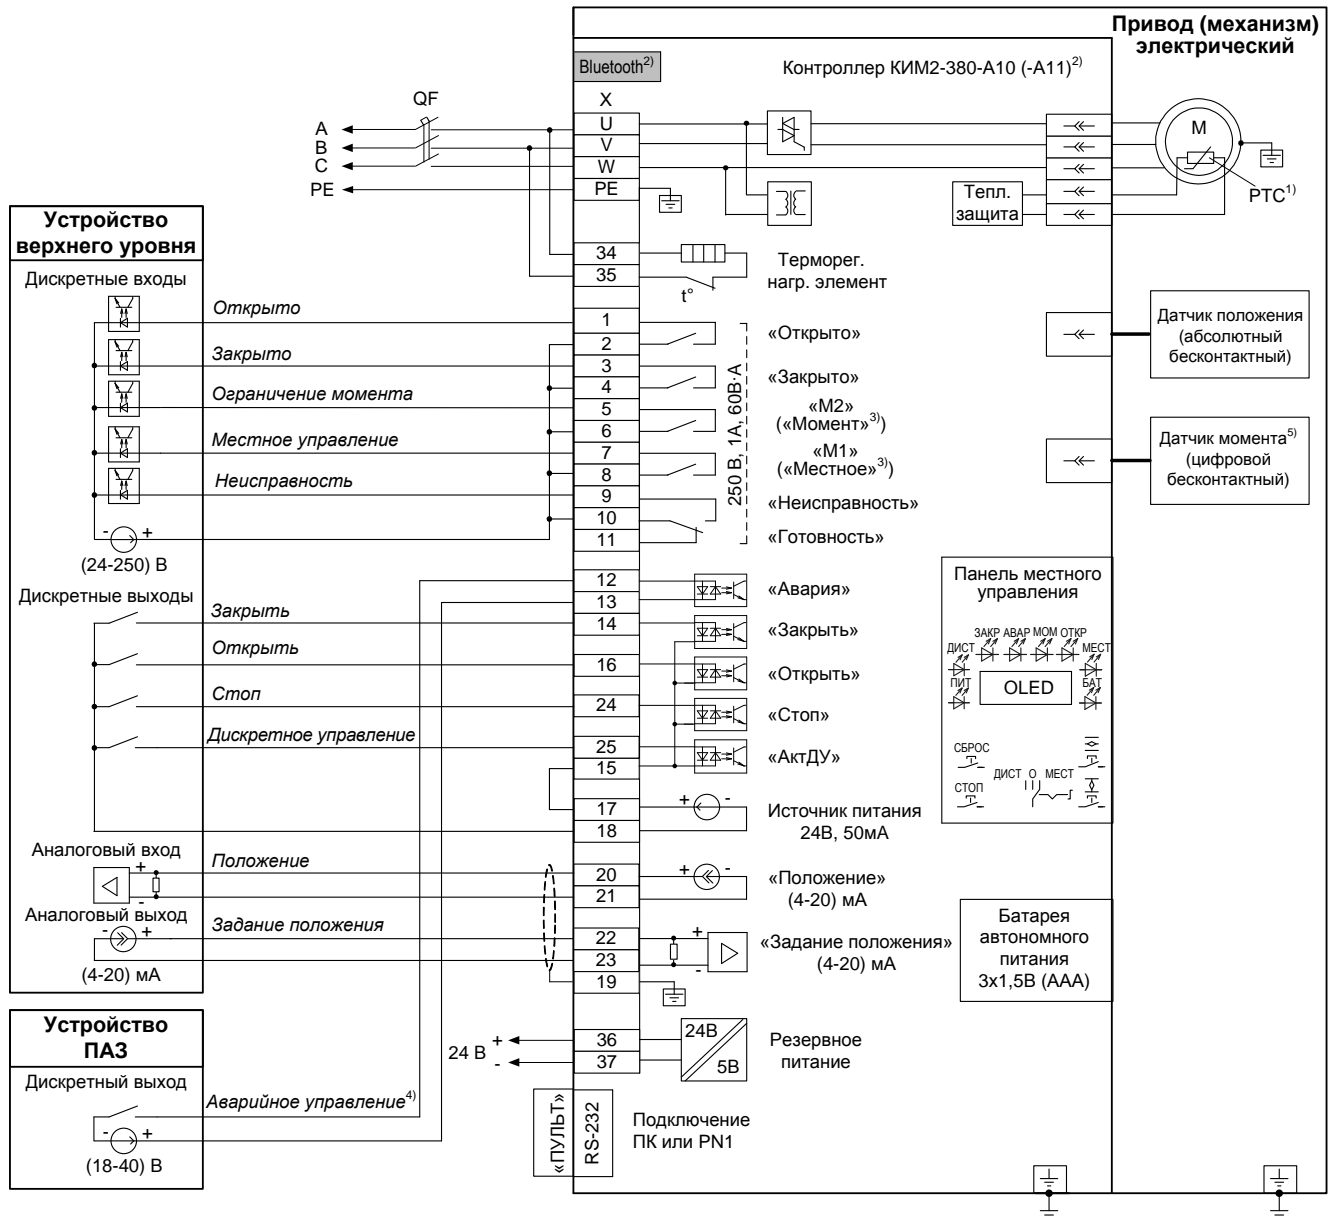 Привод (механизм)
электрический
Bluetooth2)
Контроллер КИМ2-380-А10 (-А11)2)
QF
X
A
B
C
PE
U
V
W
PE
M
PTC1)
Тепл.
защита
34
35
t°
Терморег.
нагр. элемент
Устройство
верхнего уровня
Дискретные входы
Открыто
Закрыто
Ограничение момента
Местное управление
Неисправность
- +
(24-250) В
1
2
3
4
5
6
7
8
9
10
11
250 В, 1А, 60В·А
«Открыто»
«Закрыто»
«М2»
(«Момент»3))
«М1»
(«Местное»3))
«Неисправность»
«Готовность»
Датчик положения
(абсолютный
бесконтактный)
Датчик момента5)
(цифровой
бесконтактный)
Дискретные выходы
Закрыть
Открыть
Стоп
Дискретное управление
12
13
14
16
24
25
15
17
18
«Авария»
«Закрыть»
«Открыть»
«Стоп»
«АктДУ»
+ -
Источник питания
24В, 50мА
Панель местного
управления
ДИСТ
ЗАКР
АВАР
МОМ
ОТКР
МЕСТ
ПИТ
OLED
БАТ
СБРОС
СТОП
ДИСТ О МЕСТ
Аналоговый вход
+
-
Положение
Аналоговый выход
- +
(4-20) мА
Задание положения
20
21
22
23
19
+ -
«Положение»
(4-20) мА
+
-
«Задание положения»
(4-20) мА
Батарея
автономного
питания
3х1,5В (ААА)
Устройство
ПАЗ
Дискретный выход
- +
(18-40) В
Аварийное управление4)
24 В
+
-
36
37
24В
5В
Резервное
питание
«ПУЛЬТ»
RS-232
Подключение
ПК или PN1